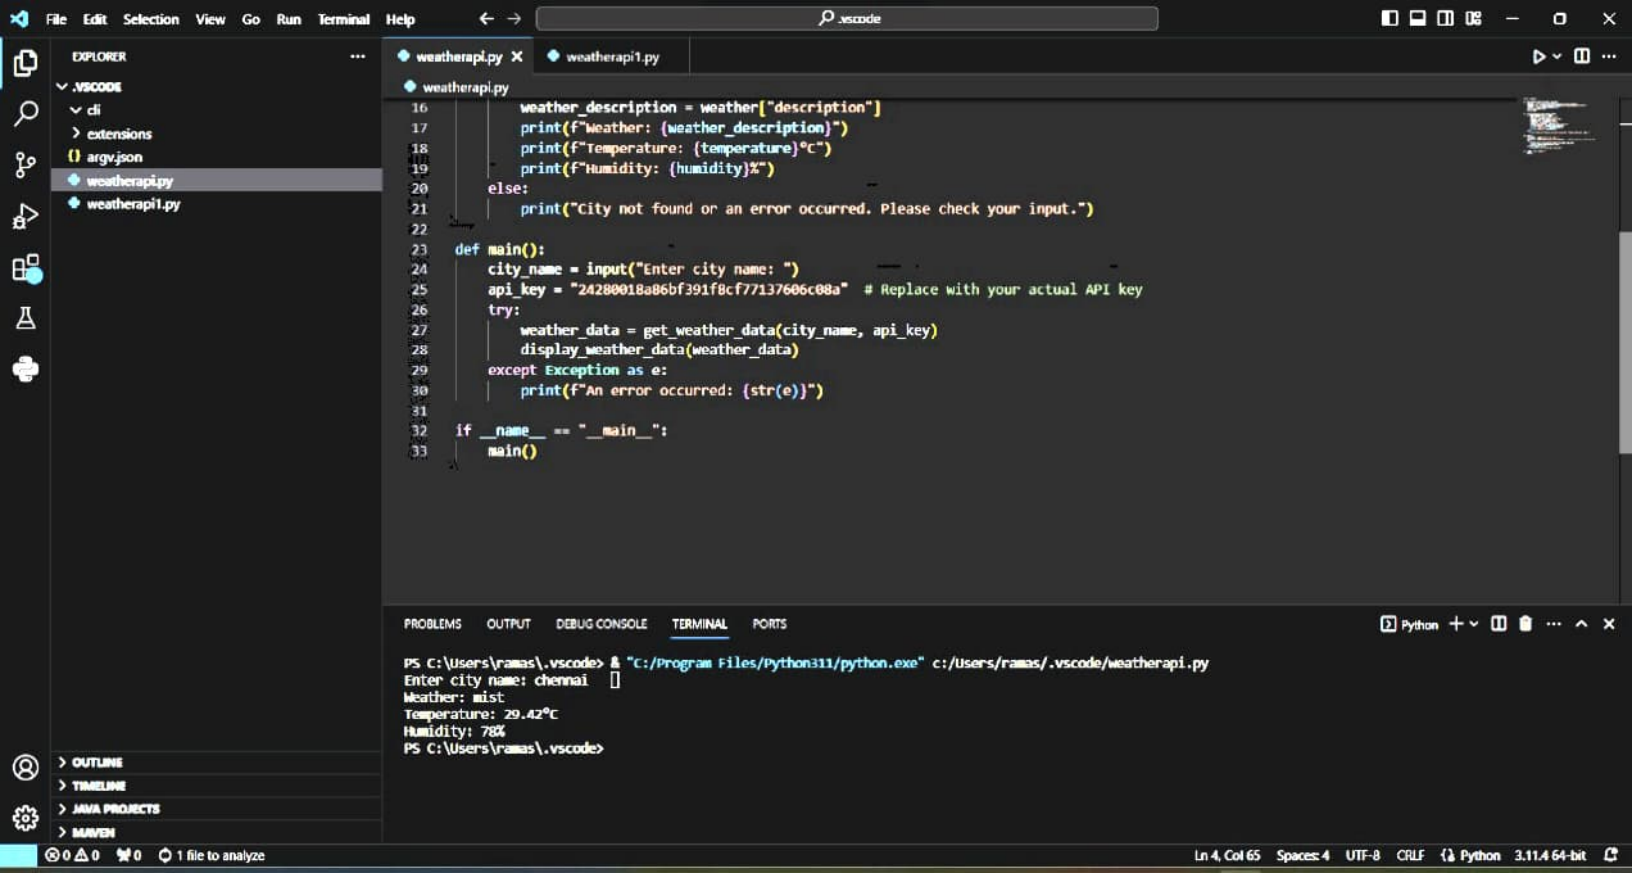 File Edit Selection View Go Run Terminal Help
.vscode
EXPLORER
.VSCODE
cli
extensions
argv.json
weatherapi.py
weatherapi1.py
OUTLINE
TIMELINE
JAVA PROJECTS
MAVEN
weatherapi.py weatherapi1.py
weatherapi.py
16 weather_description = weather["description"]
17 print(f"Weather: {weather_description}")
18 print(f"Temperature: {temperature}°C")
19 print(f"Humidity: {humidity}%")
20 else:
21 print("City not found or an error occurred. Please check your input.")
22
23 def main():
24 city_name = input("Enter city name: ")
25 api_key = "24280018a86bf391f8cf77137606c08a" # Replace with your actual API key
26 try:
27 weather_data = get_weather_data(city_name, api_key)
28 display_weather_data(weather_data)
29 except Exception as e:
30 print(f"An error occurred: {str(e)}")
31
32 if __name__ == "__main__":
33 main()
PROBLEMS OUTPUT DEBUG CONSOLE TERMINAL PORTS
Python
PS C:\Users\ramas\.vscode> & "C:/Program Files/Python311/python.exe" c:/Users/ramas/.vscode/weatherapi.py
Enter city name: chennai
Weather: mist
Temperature: 29.42°C
Humidity: 78%
PS C:\Users\ramas\.vscode>
0 0 0 1 file to analyze
Ln 4, Col 65 Spaces: 4 UTF-8 CRLF Python 3.11.4 64-bit